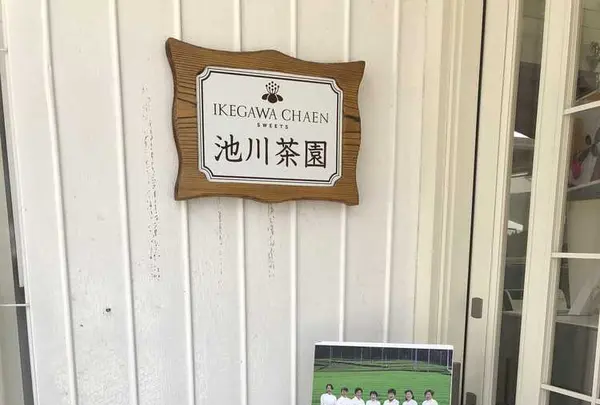 IKEGAWA CHAEN
SWEETS
池川茶園